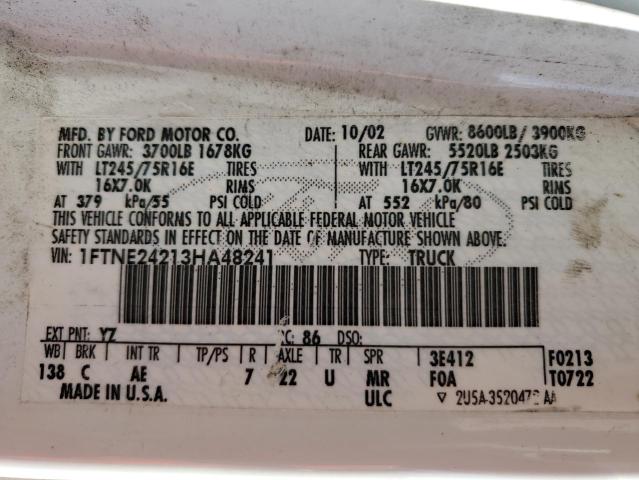 MFD. BY FORD MOTOR CO. DATE: 10/02 GVWR: 8600LB/ 3900KG
FRONT GAWR: 3700LB 1678KG REAR GAWR: 5520LB 2503KG
WITH LT245/75R16E TIRES WITH LT245/75R16E TIRES
16X7.0K RIMS 16X7.0K RIMS
AT 379 kPa/55 PSI COLD AT 552 kPa/80 PSI COLD
THIS VEHICLE CONFORMS TO ALL APPLICABLE FEDERAL MOTOR VEHICLE
SAFETY STANDARDS IN EFFECT ON THE DATE OF MANUFACTURE SHOWN ABOVE.
VIN: 1FTNE24213HA48241 TYPE: TRUCK
EXT PNT: YZ RC: 86 DSO:
WB BRK INT TR TP/PS R AXLE TR SPR 3E412 F0213
138 C AE 7 22 U MR F0A T0722
MADE IN U.S.A. ULC ▽ 2U5A-3520472-AA